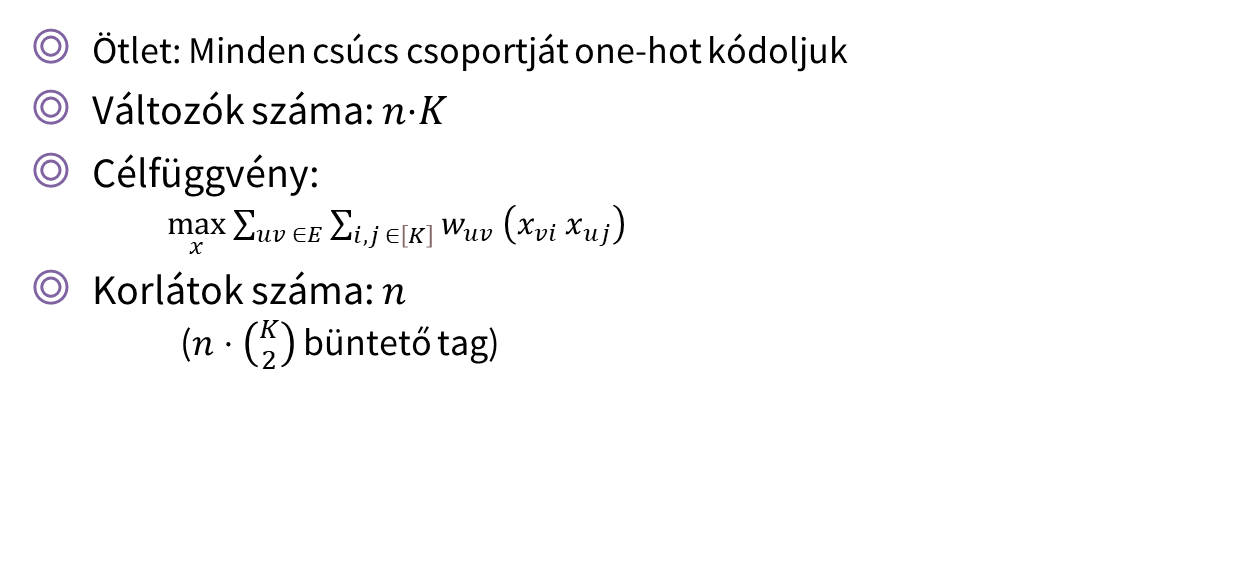 Ötlet: Minden csúcs csoportját one-hot kódoljuk
Változók száma: n·K
Célfüggvény:
max_x ∑_{uv ∈E} ∑_{i,j ∈[K]} w_{uv} (x_{vi} x_{uj})
Korlátok száma: n
(n · \binom{K}{2} büntető tag)